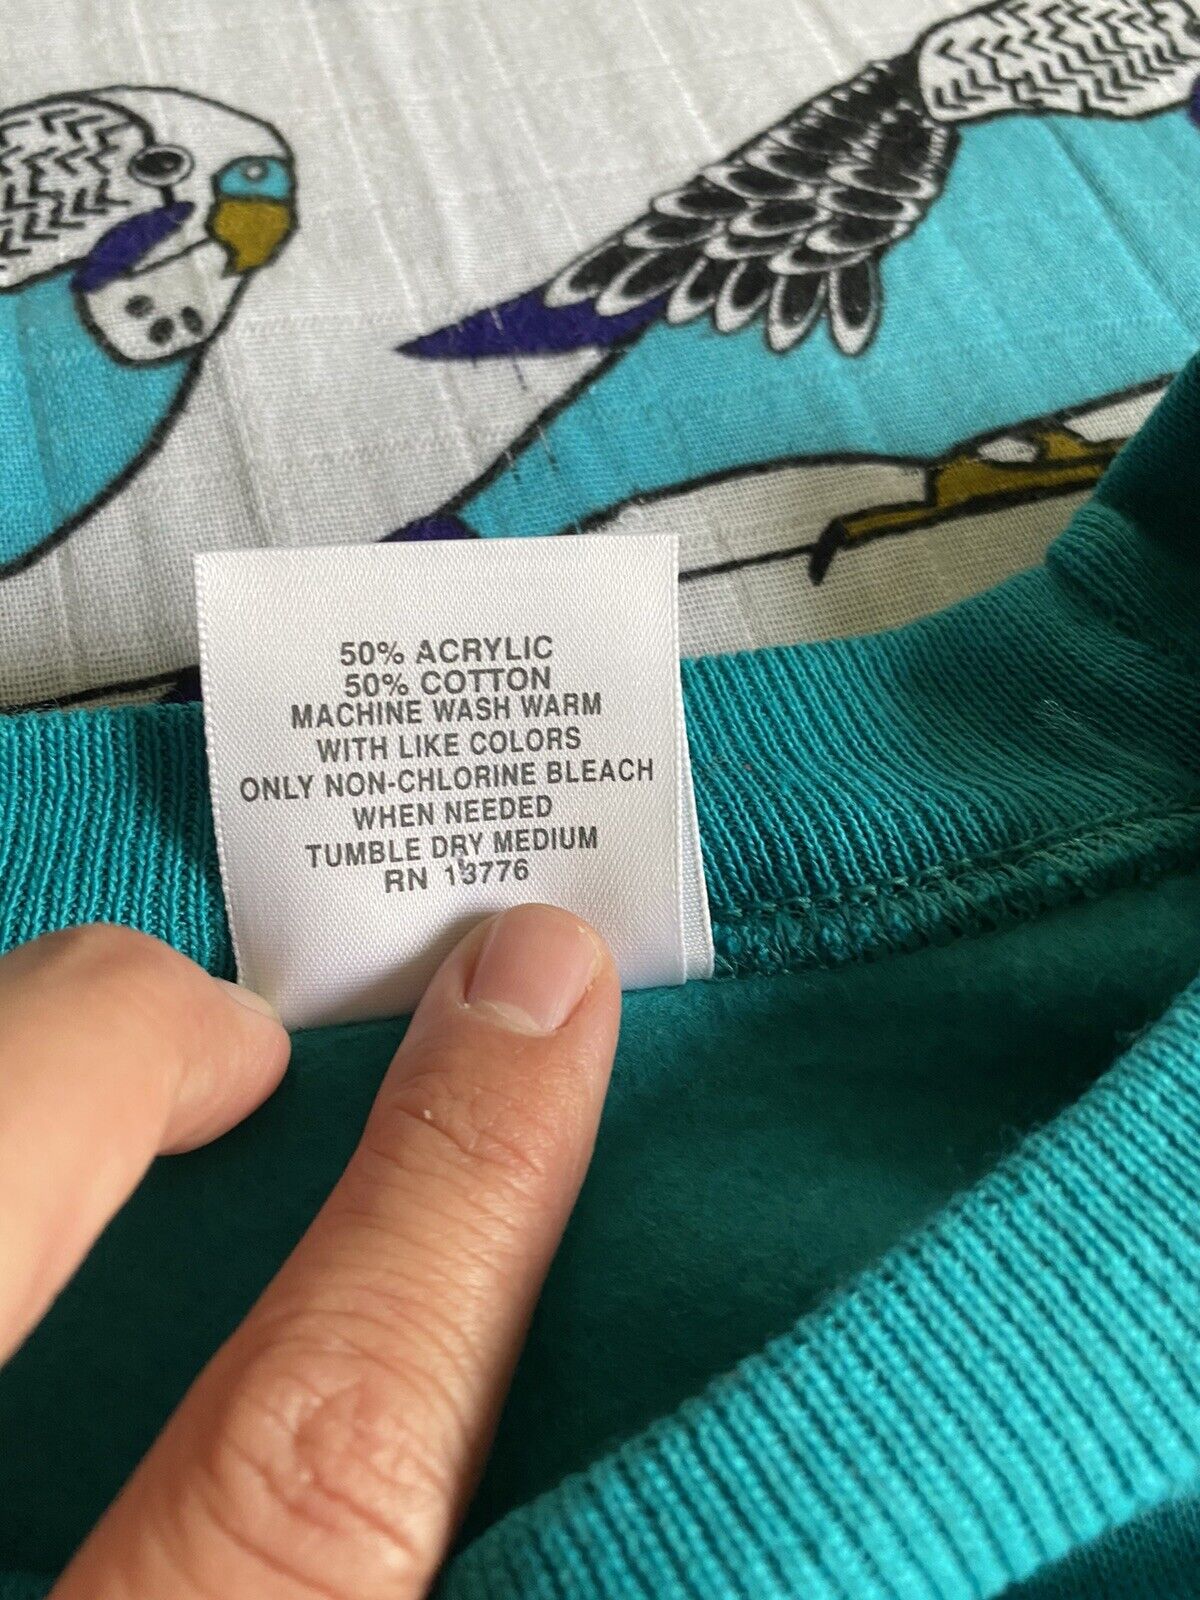 50% ACRYLIC
50% COTTON
MACHINE WASH WARM
WITH LIKE COLORS
ONLY NON-CHLORINE BLEACH
WHEN NEEDED
TUMBLE DRY MEDIUM
RN 13776